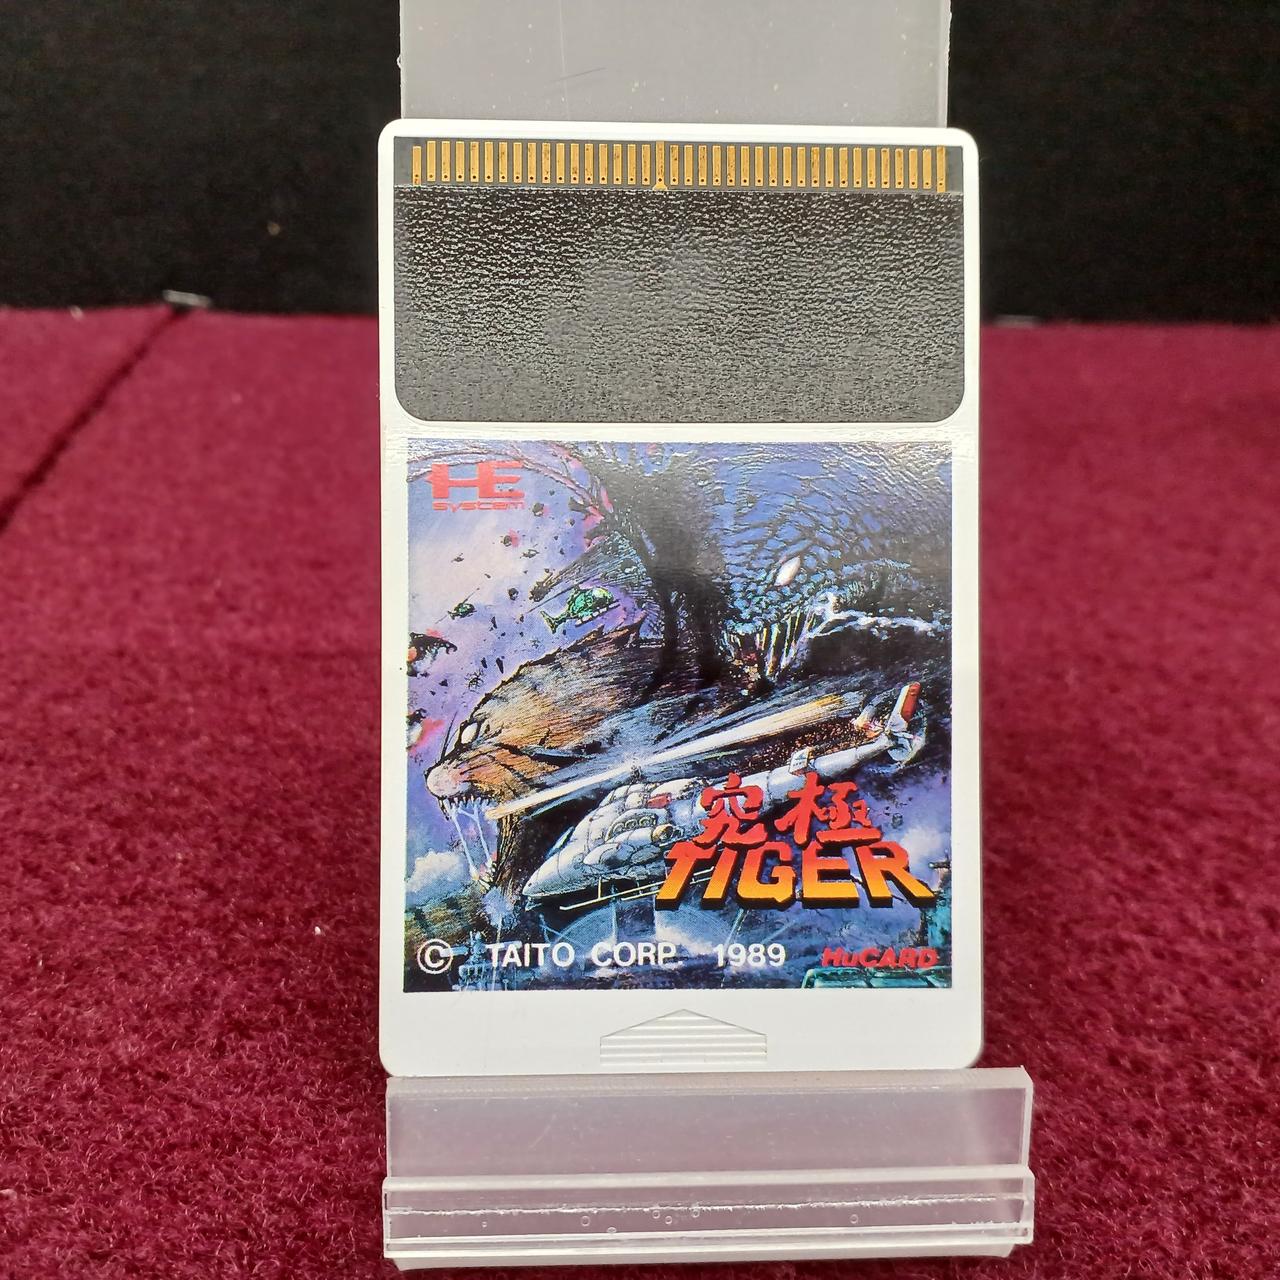 HE
SYSTEM
究極
TIGER
© TAITO CORP. 1989
HuCARD